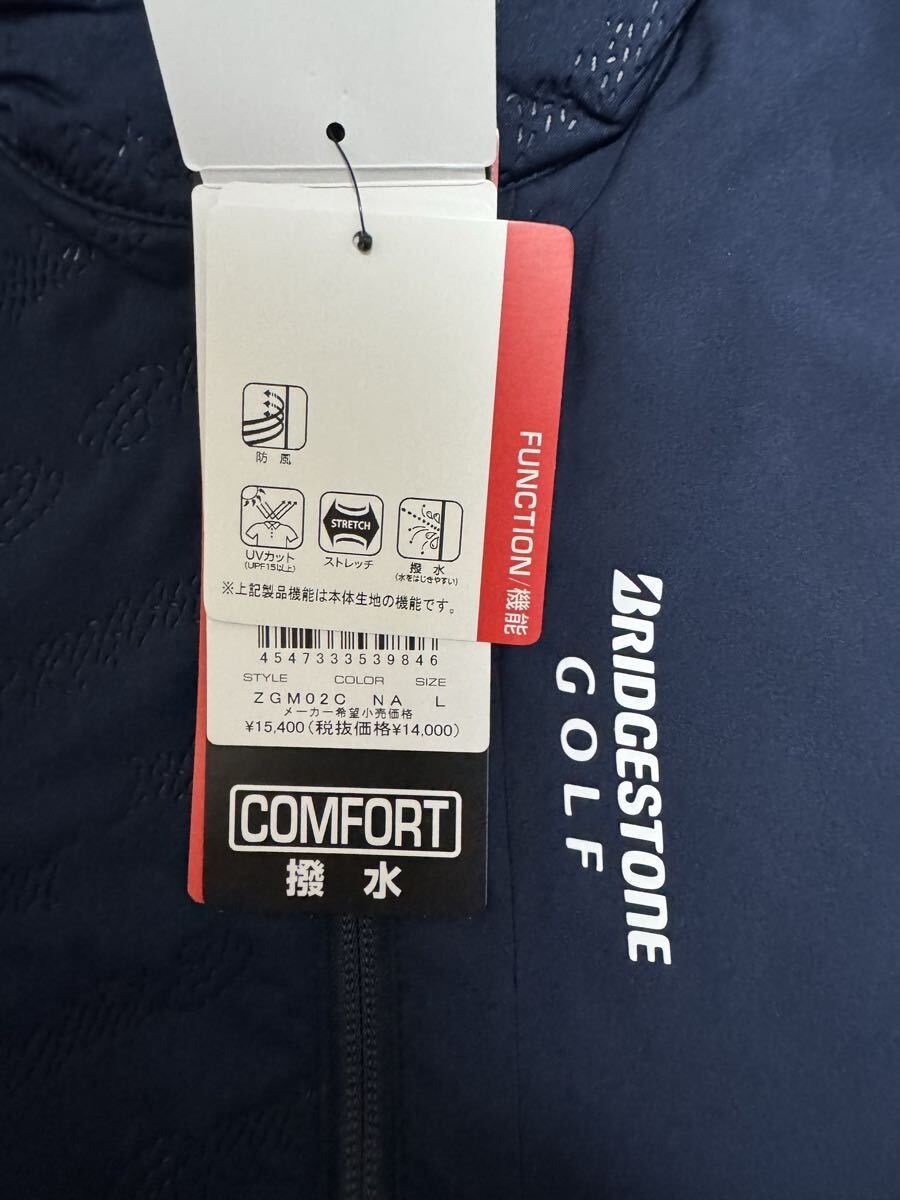 防風
UVカット
(UPF15以上)
STRETCH
ストレッチ
撥水
(水をはじきやすい)
※上記製品機能は本体生地の機能です。
FUNCTION/機能
4547333539846
STYLE COLOR SIZE
ZGM02C NA L
メーカー希望小売価格
¥15,400(税抜価格¥14,000)
COMFORT
撥水
BRIDGESTONE
GOLF